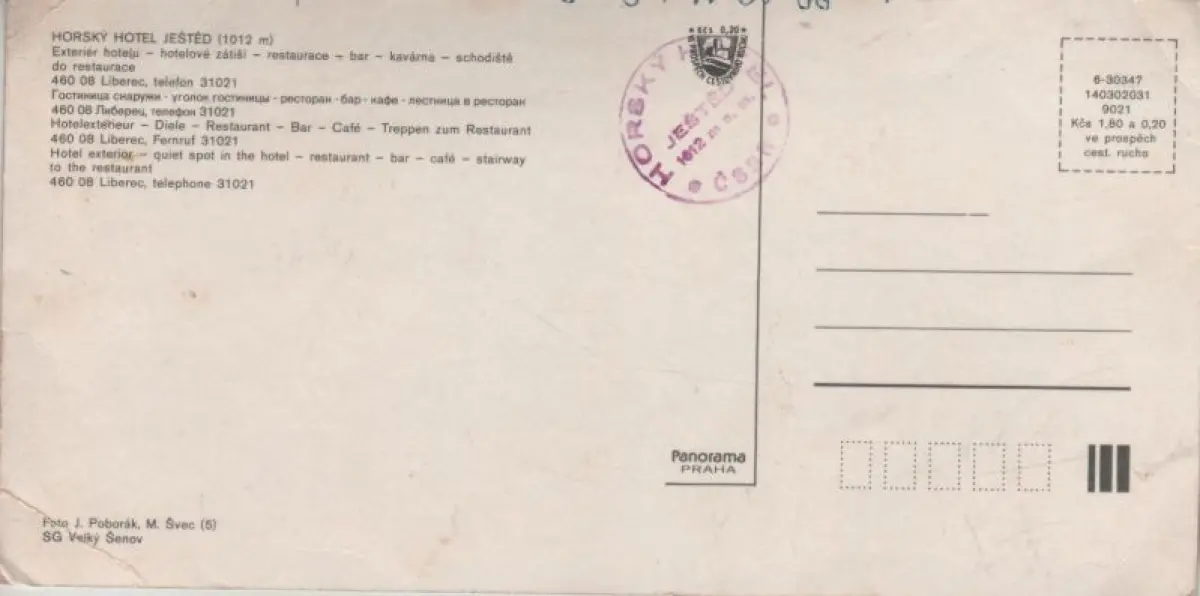 HORSKÝ HOTEL JEŠTĚD (1012 m)
Exteriér hotelu – hotelové zátiší – restaurace – bar – kavárna – schodiště
do restaurace
460 08 Liberec, telefon 31021
Гостиница снаружи · уголок гостиницы · ресторан · бар · кафе · лестница в ресторан
460 08 Либерец, телефон 31021
Hotelexterieur – Diele – Restaurant – Bar – Café – Treppen zum Restaurant
460 08 Liberec, Fernruf 31021
Hotel exterior – quiet spot in the hotel – restaurant – bar – café – stairway
to the restaurant
460 08 Liberec, telephone 31021
Kčs 0,20
HORSKÝ HOTEL
JEŠTĚD
1012 m n. m.
ČSSR
6-30347
140302031
9021
Kčs 1,80 a 0,20
ve prospěch
cest. ruchu
Panorama
PRAHA
Foto J. Poborák, M. Švec (5)
SG Velký Šenov